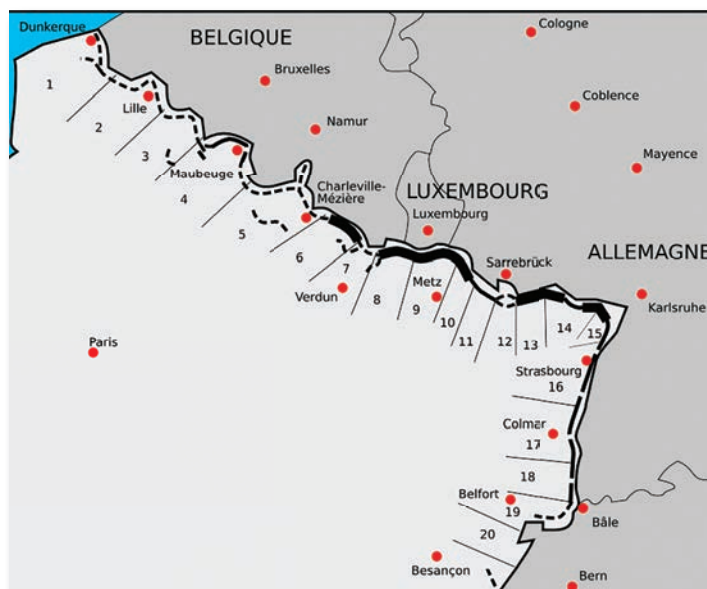 Dunkerque
BELGIQUE
Cologne
Bruxelles
1
Lille
Coblence
2
Namur
3
Mayence
Maubeuge
Charleville-
Mézière
4
LUXEMBOURG
Luxembourg
5
ALLEMAGNE
6
Sarrebrück
7
Metz
Verdun
8
9
Karlsruhe
10
11
12
13
14
15
Paris
Strasbourg
16
Colmar
17
18
Belfort
19
Bâle
20
Besançon
Bern